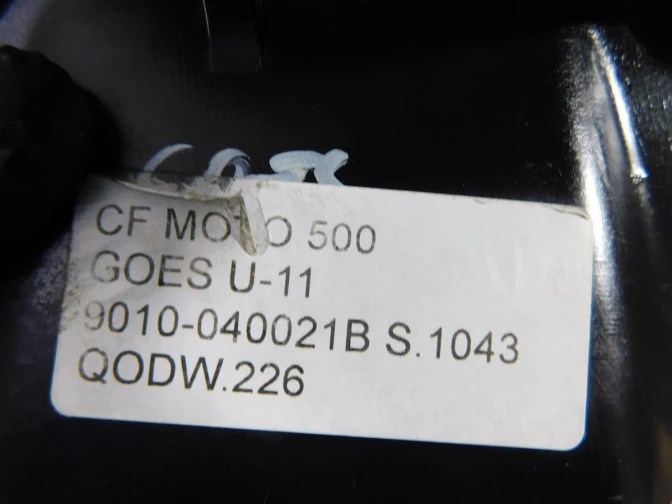 CF MOTO 500
GOES U-11
9010-040021B S.1043
QODW.226